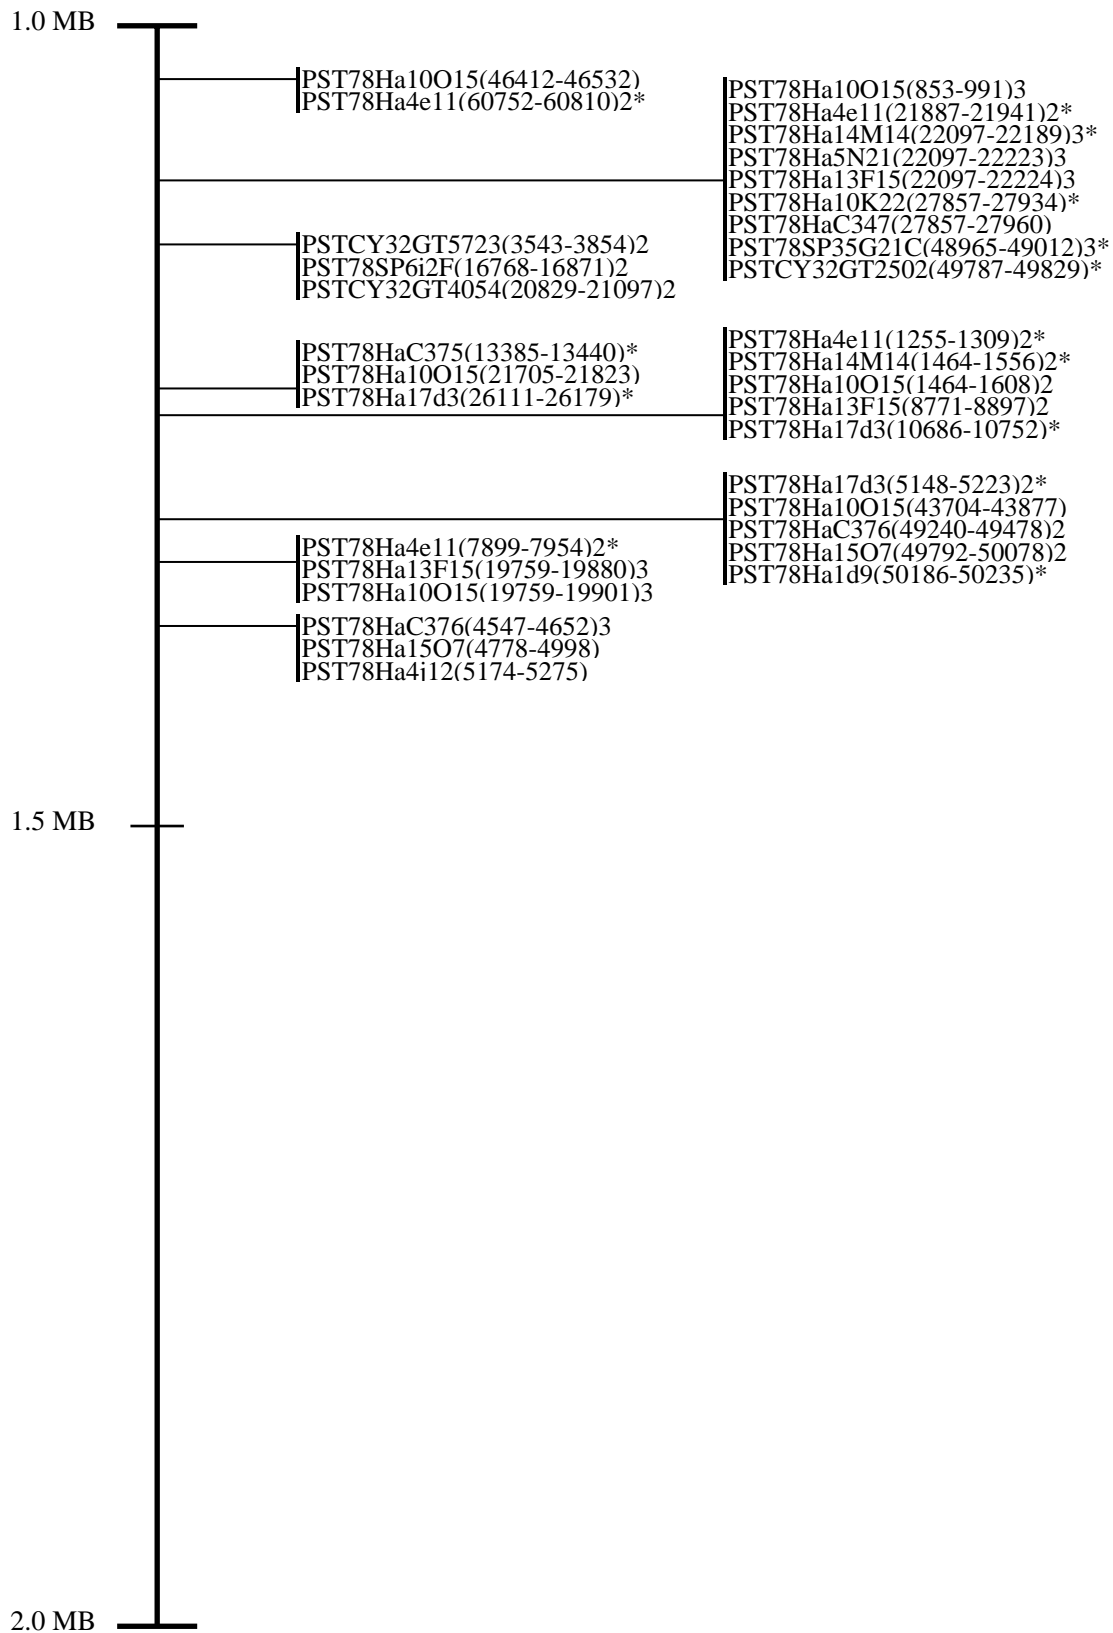 1.0 MB
PST78Ha10O15(46412-46532)
PST78Ha4e11(60752-60810)2*
PST78Ha10O15(853-991)3
PST78Ha4e11(21887-21941)2*
PST78Ha14M14(22097-22189)3*
PST78Ha5N21(22097-22223)3
PST78Ha13F15(22097-22224)3
PST78Ha10K22(27857-27934)*
PST78HaC347(27857-27960)
PST78SP35G21C(48965-49012)3*
PSTCY32GT2502(49787-49829)*
PSTCY32GT5723(3543-3854)2
PST78SP6i2F(16768-16871)2
PSTCY32GT4054(20829-21097)2
PST78HaC375(13385-13440)*
PST78Ha10O15(21705-21823)
PST78Ha17d3(26111-26179)*
PST78Ha4e11(1255-1309)2*
PST78Ha14M14(1464-1556)2*
PST78Ha10O15(1464-1608)2
PST78Ha13F15(8771-8897)2
PST78Ha17d3(10686-10752)*
PST78Ha17d3(5148-5223)2*
PST78Ha10O15(43704-43877)
PST78HaC376(49240-49478)2
PST78Ha15O7(49792-50078)2
PST78Ha1d9(50186-50235)*
PST78Ha4e11(7899-7954)2*
PST78Ha13F15(19759-19880)3
PST78Ha10O15(19759-19901)3
PST78HaC376(4547-4652)3
PST78Ha15O7(4778-4998)
PST78Ha4j12(5174-5275)
1.5 MB
2.0 MB